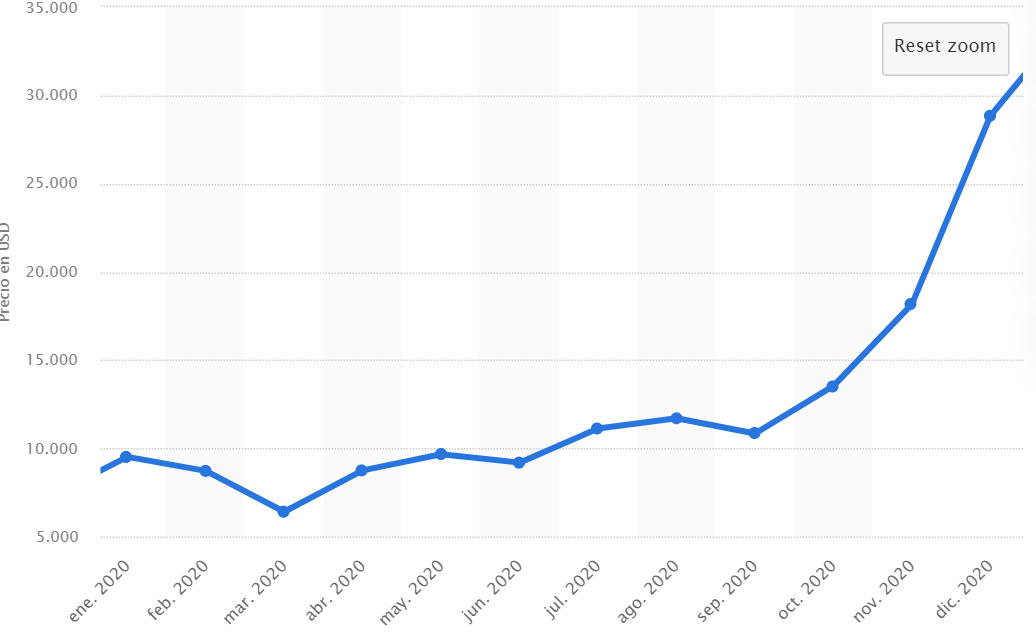 35.000
Reset zoom
30.000
25.000
20.000
15.000
10.000
5.000
Precio en USD
ene. 2020
feb. 2020
mar. 2020
abr. 2020
may. 2020
jun. 2020
jul. 2020
ago. 2020
sep. 2020
oct. 2020
nov. 2020
dic. 2020